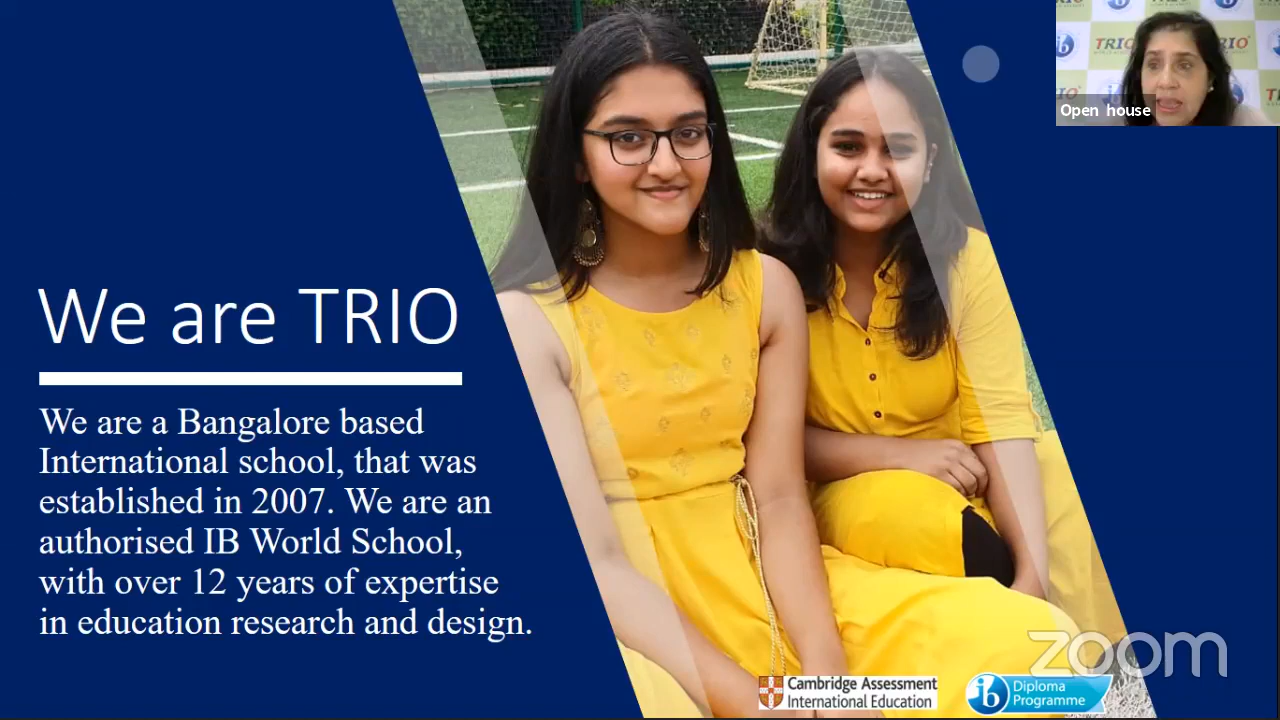 We are TRIO
We are a Bangalore based
International school, that was
established in 2007. We are an
authorised IB World School,
with over 12 years of expertise
in education research and design.
Open house
TRIO
Cambridge Assessment
International Education
ib
Diploma
Programme
zoom